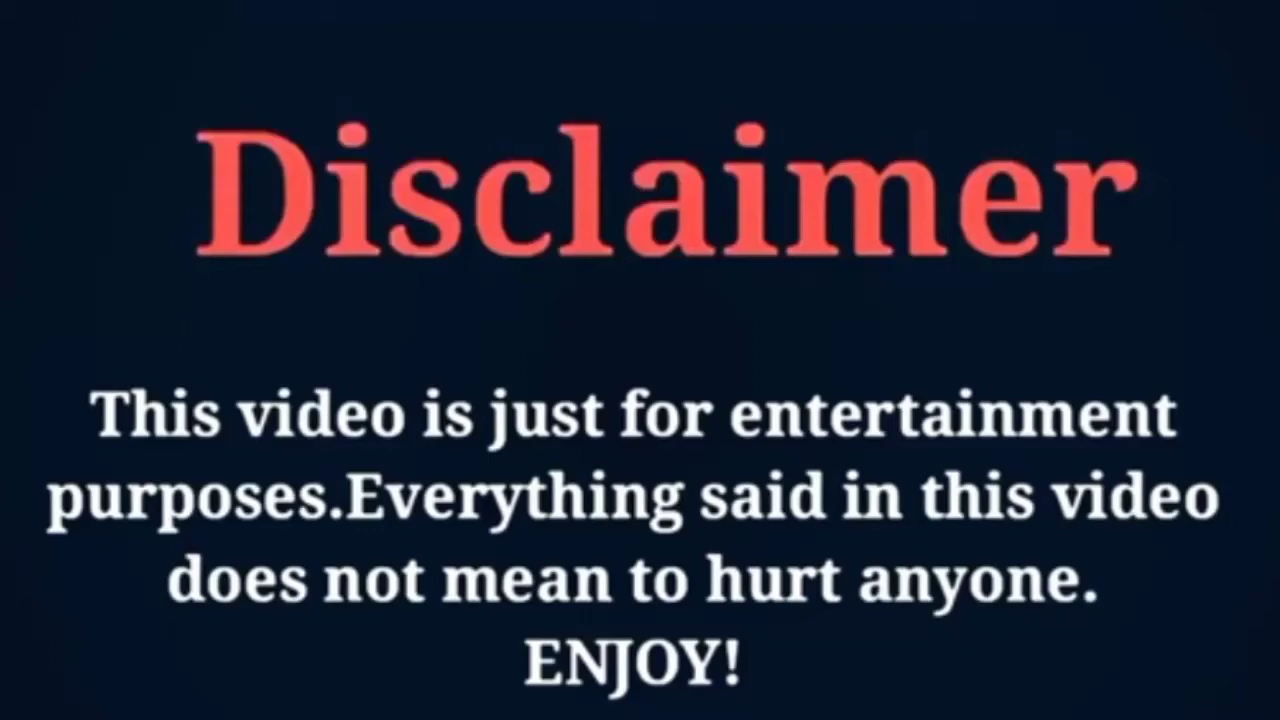 Disclaimer
This video is just for entertainment
purposes.Everything said in this video
does not mean to hurt anyone.
ENJOY!